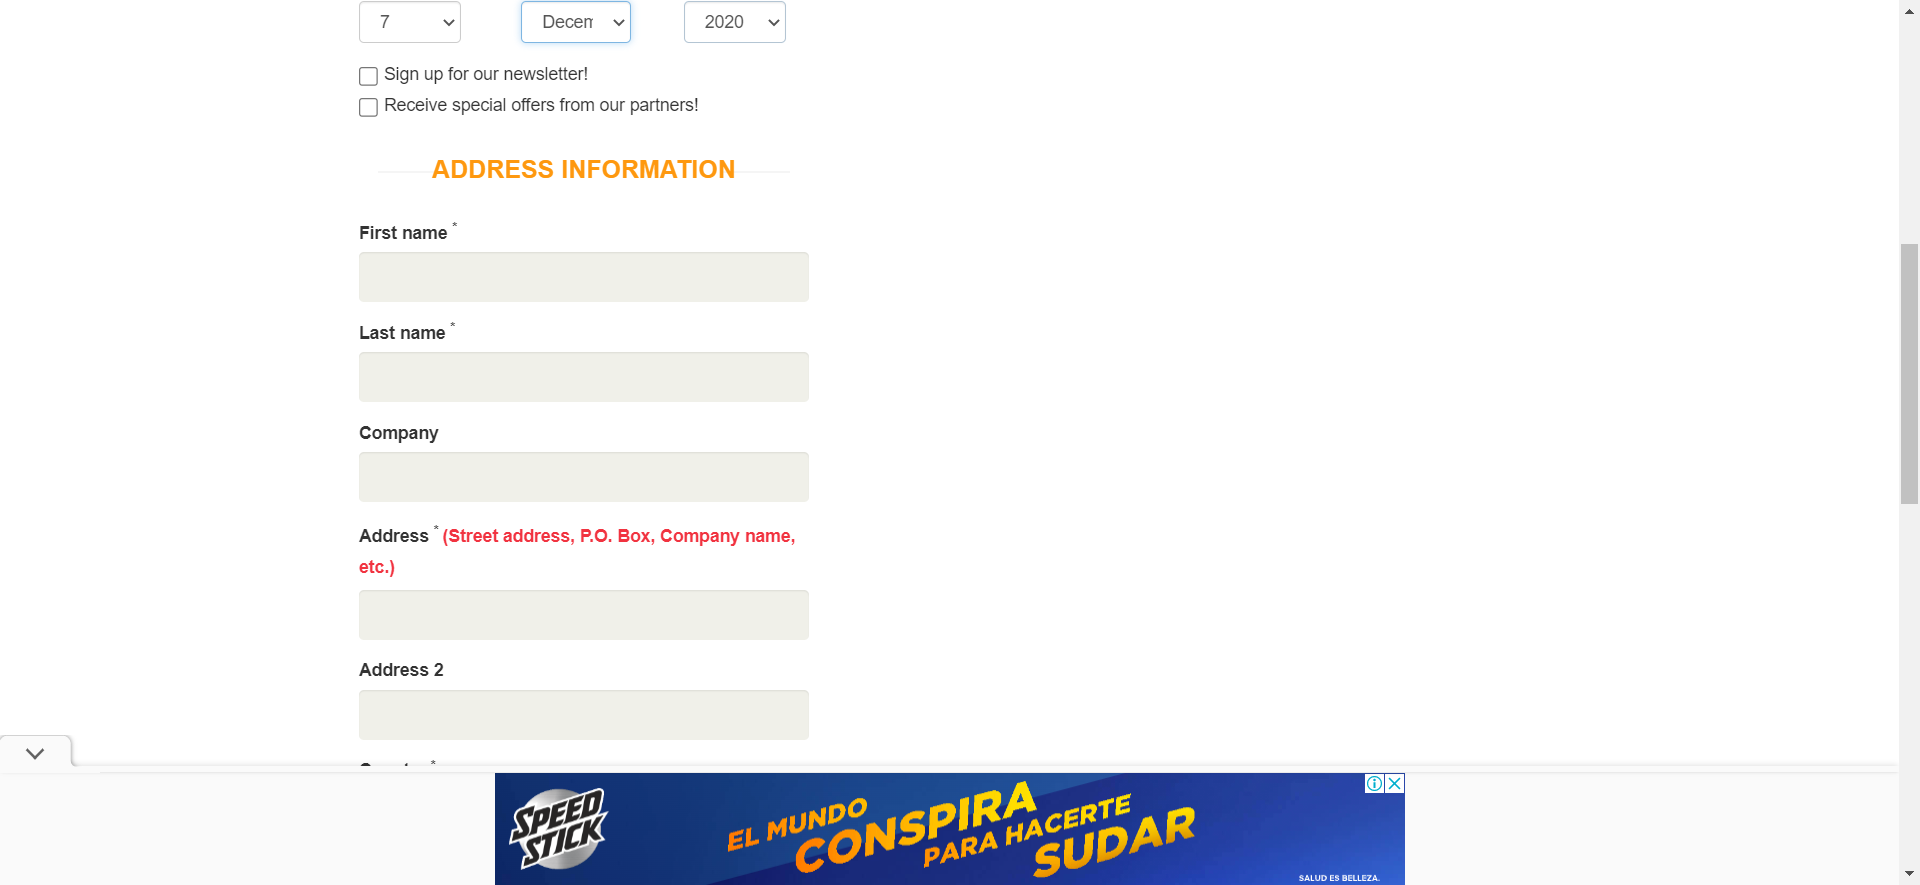 7 Decem 2020
Sign up for our newsletter!
Receive special offers from our partners!
ADDRESS INFORMATION
First name *
Last name *
Company
Address * (Street address, P.O. Box, Company name,
etc.)
Address 2
SPEED
STICK
EL MUNDO
CONSPIRA
PARA HACERTE
SUDAR
SALUD ES BELLEZA.